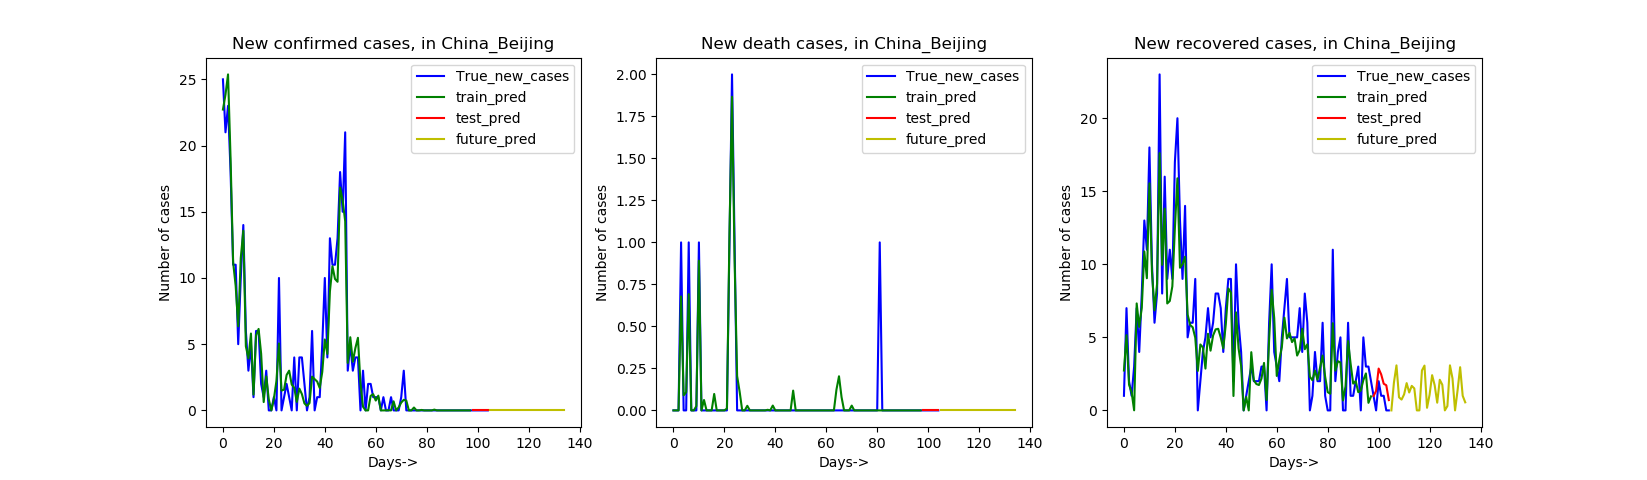 New confirmed cases, in China_Beijing
True_new_cases
train_pred
test_pred
future_pred
25
20
15
10
5
0
Number of cases
0 20 40 60 80 100 120 140
Days->
New death cases, in China_Beijing
True_new_cases
train_pred
test_pred
future_pred
2.00
1.75
1.50
1.25
1.00
0.75
0.50
0.25
0.00
Number of cases
0 20 40 60 80 100 120 140
Days->
New recovered cases, in China_Beijing
True_new_cases
train_pred
test_pred
future_pred
20
15
10
5
0
Number of cases
0 20 40 60 80 100 120 140
Days->